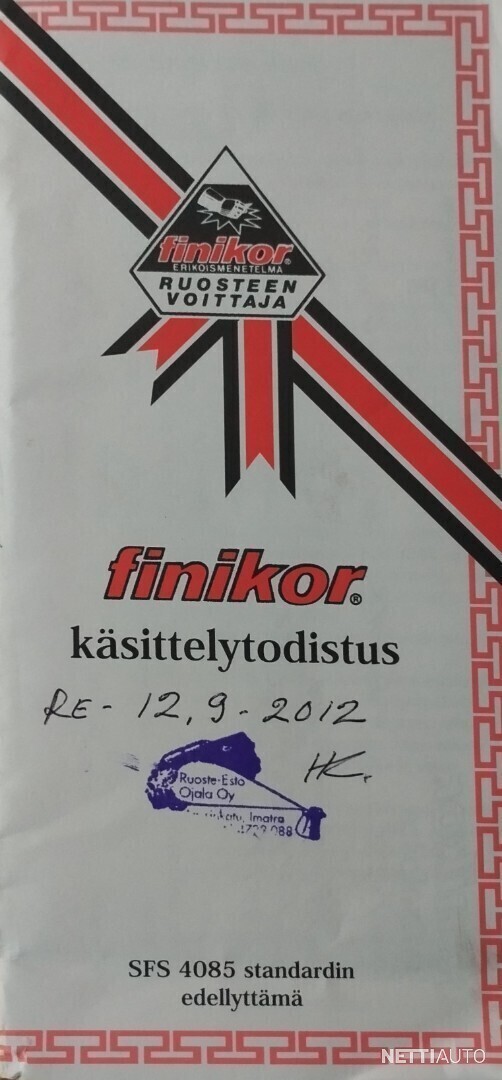 finikor®
ERIKOISMENETELMÄ
RUOSTEEN
VOITTAJA
finikor®
käsittelytodistus
RE - 12.9-2012
HK.
Ruoste-Esto
Ojala Oy
Imatra
SFS 4085 standardin
edellyttämä
NETTIAUTO